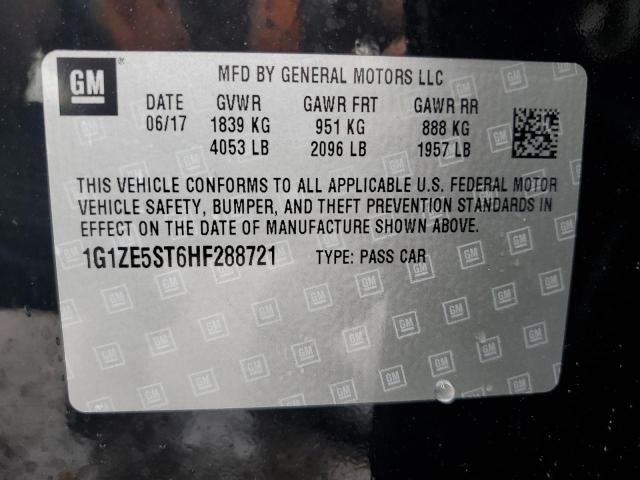 GM
MFD BY GENERAL MOTORS LLC
DATE GVWR GAWR FRT GAWR RR
06/17 1839 KG 951 KG 888 KG
4053 LB 2096 LB 1957 LB
THIS VEHICLE CONFORMS TO ALL APPLICABLE U.S. FEDERAL MOTOR
VEHICLE SAFETY, BUMPER, AND THEFT PREVENTION STANDARDS IN
EFFECT ON THE DATE OF MANUFACTURE SHOWN ABOVE.
1G1ZE5ST6HF288721 TYPE: PASS CAR